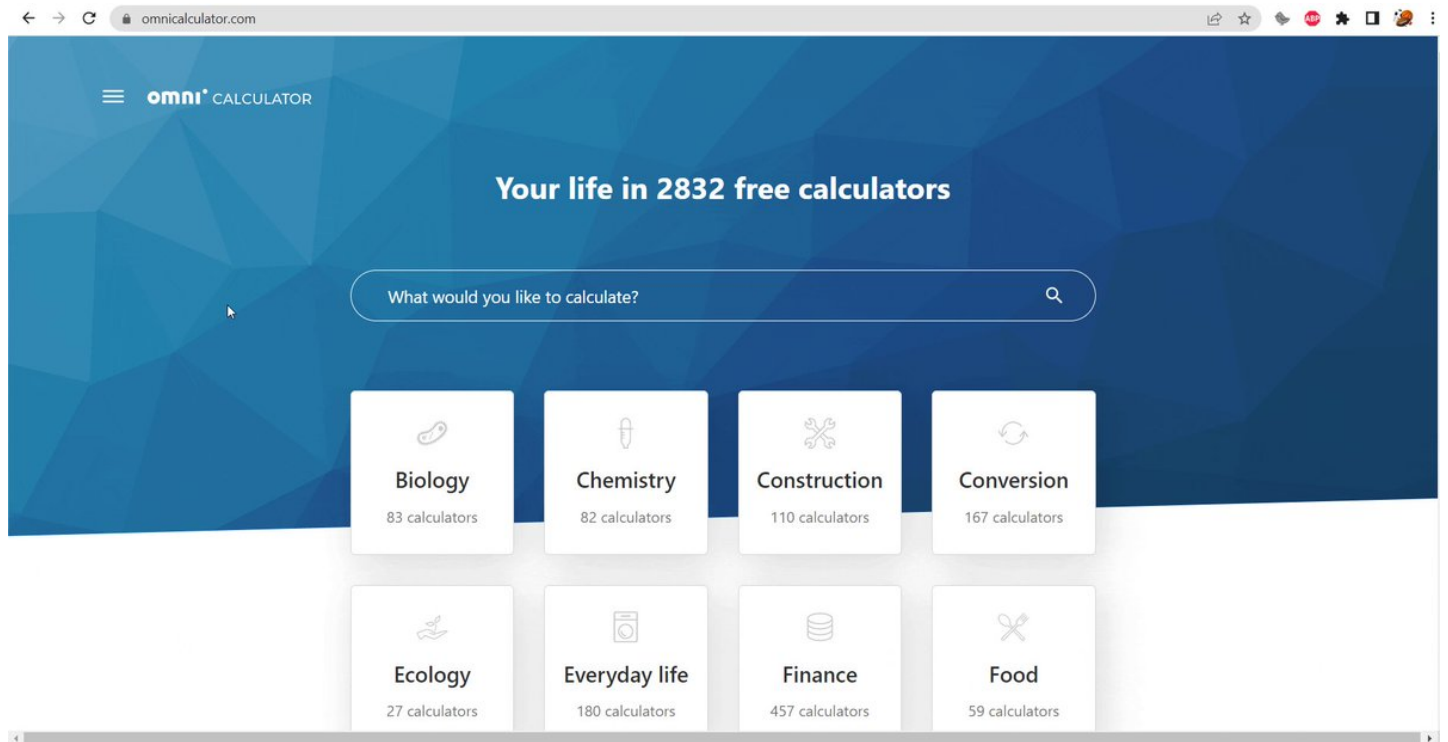 omnicalculator.com
ABP
omni CALCULATOR
Your life in 2832 free calculators
What would you like to calculate?
Biology
83 calculators
Chemistry
82 calculators
Construction
110 calculators
Conversion
167 calculators
Ecology
27 calculators
Everyday life
180 calculators
Finance
457 calculators
Food
59 calculators